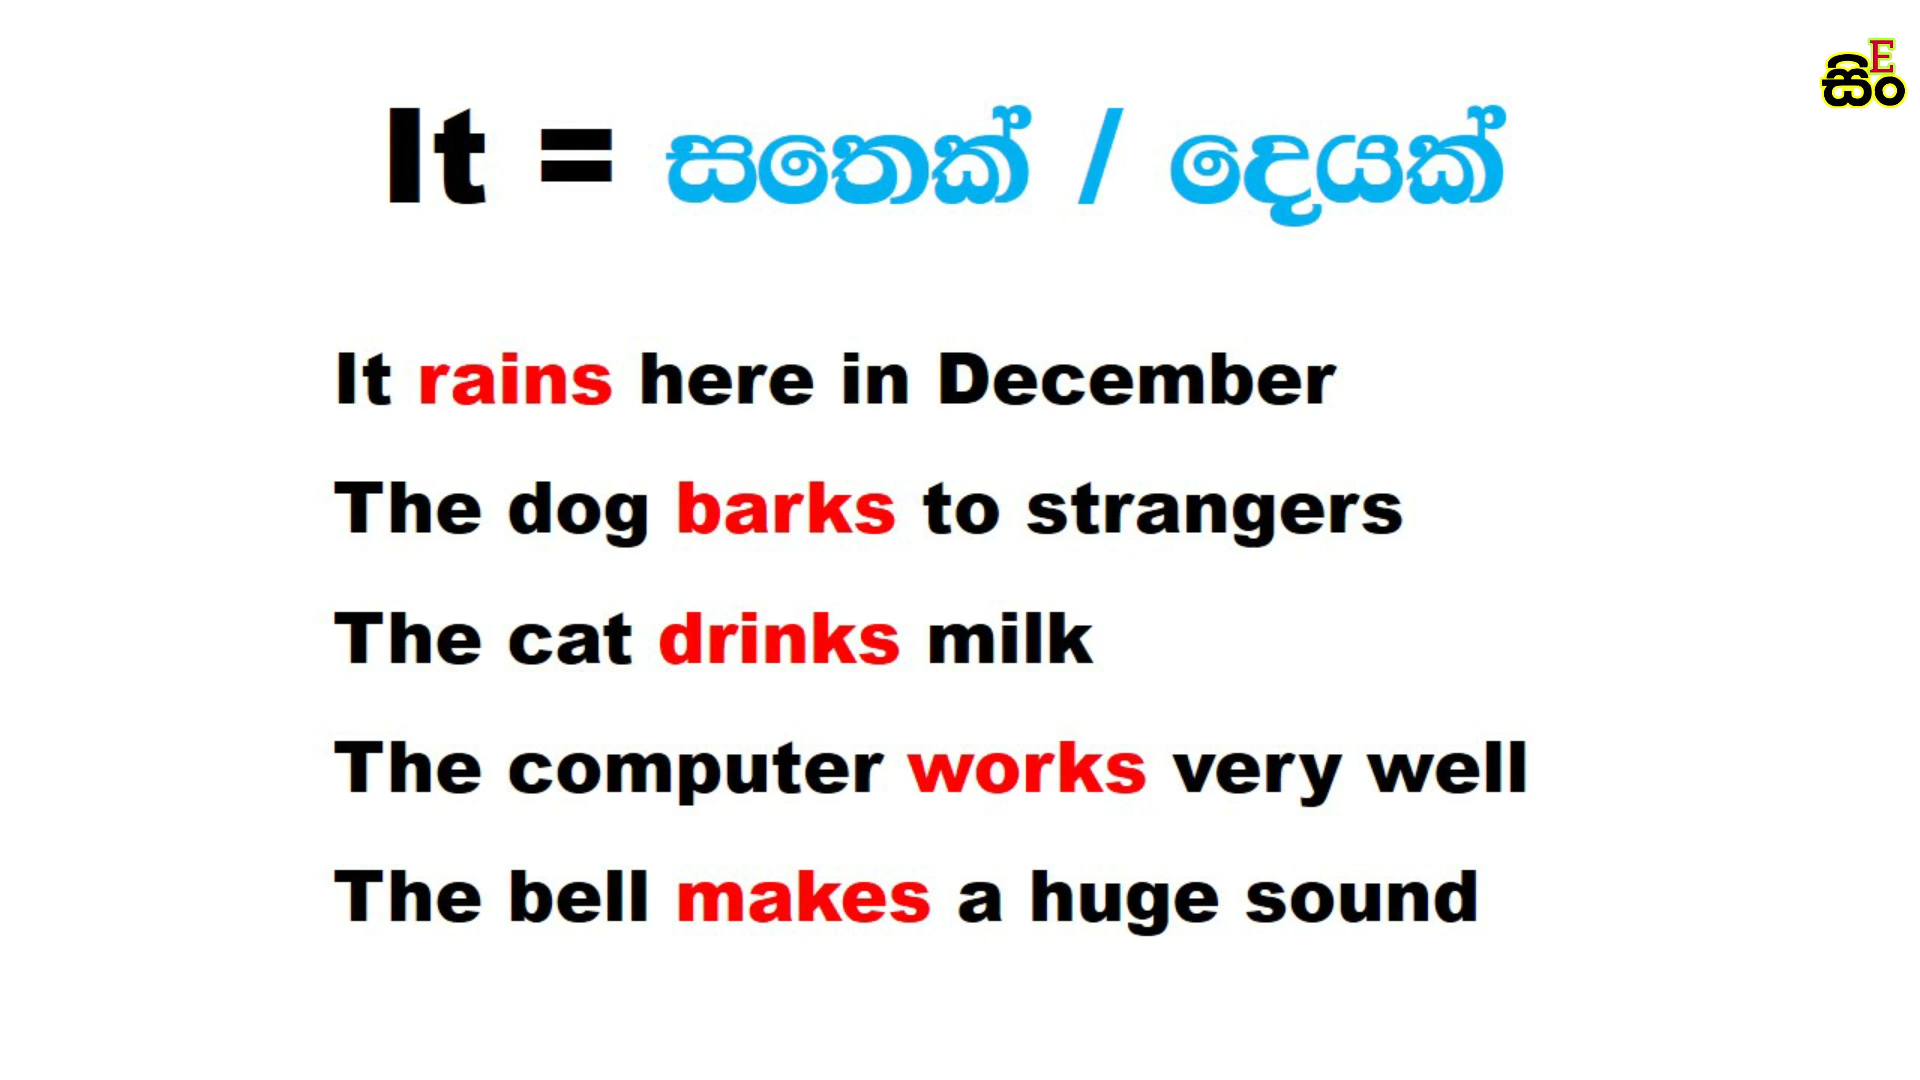 සිං E
It = සතෙක් / දෙයක්
It rains here in December
The dog barks to strangers
The cat drinks milk
The computer works very well
The bell makes a huge sound